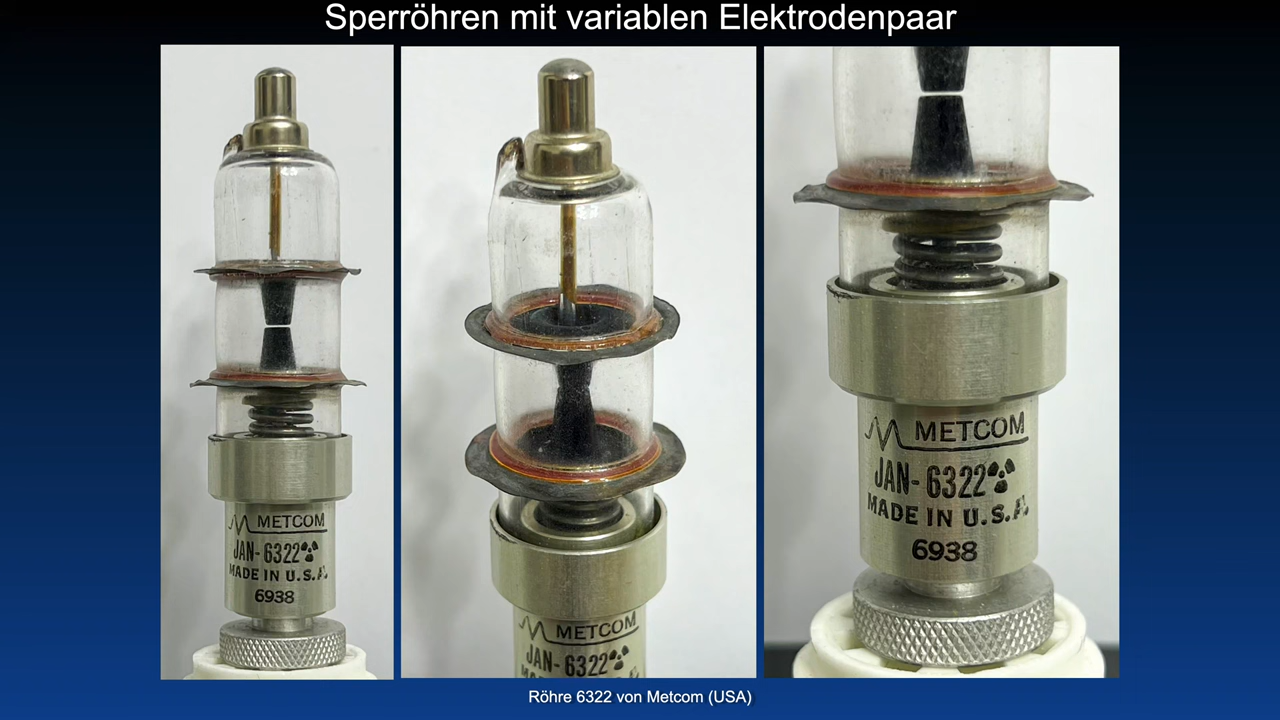 Sperröhren mit variablen Elektrodenpaar
METCOM
JAN-6322
MADE IN U.S.A.
6938
METCOM
JAN-6322
METCOM
JAN-6322
MADE IN U.S.A.
6938
Röhre 6322 von Metcom (USA)